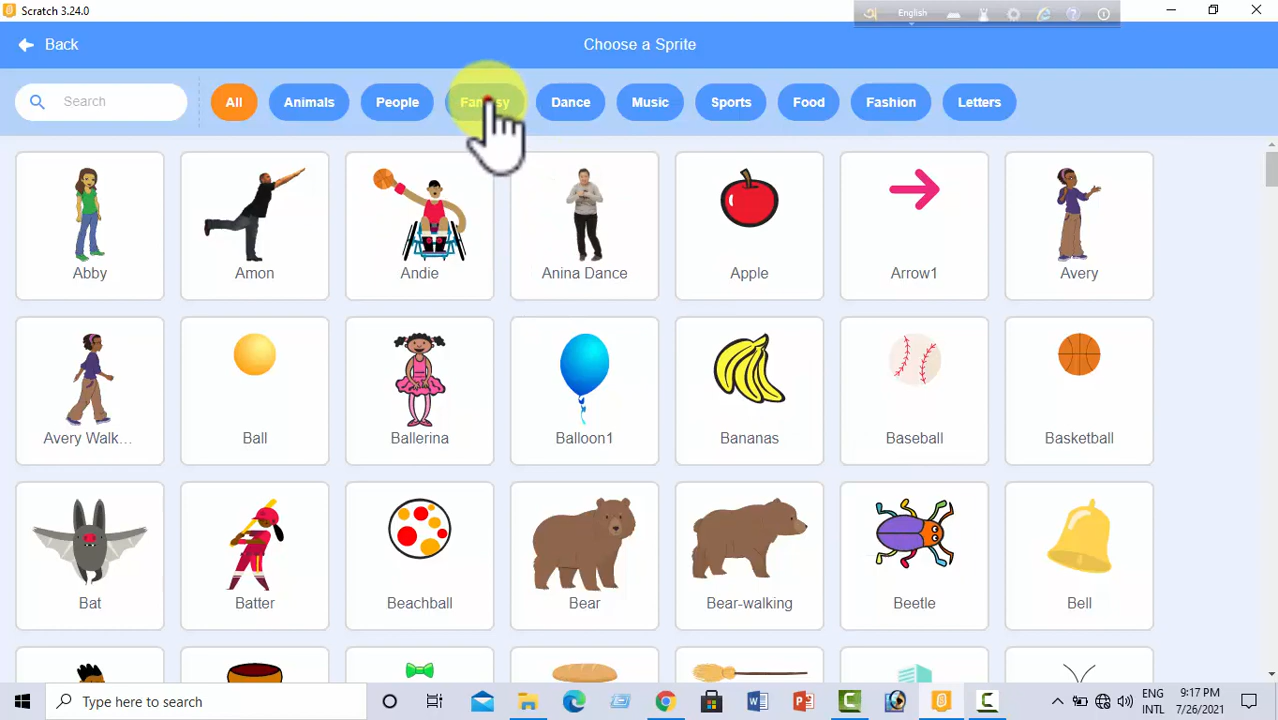 Scratch 3.24.0
English
Back
Choose a Sprite
Search
All
Animals
People
Fantasy
Dance
Music
Sports
Food
Fashion
Letters
Abby
Amon
Andie
Anina Dance
Apple
Arrow1
Avery
Avery Walk...
Ball
Ballerina
Balloon1
Bananas
Baseball
Basketball
Bat
Batter
Beachball
Bear
Bear-walking
Beetle
Bell
Type here to search
ENG
INTL
9:17 PM
7/26/2021